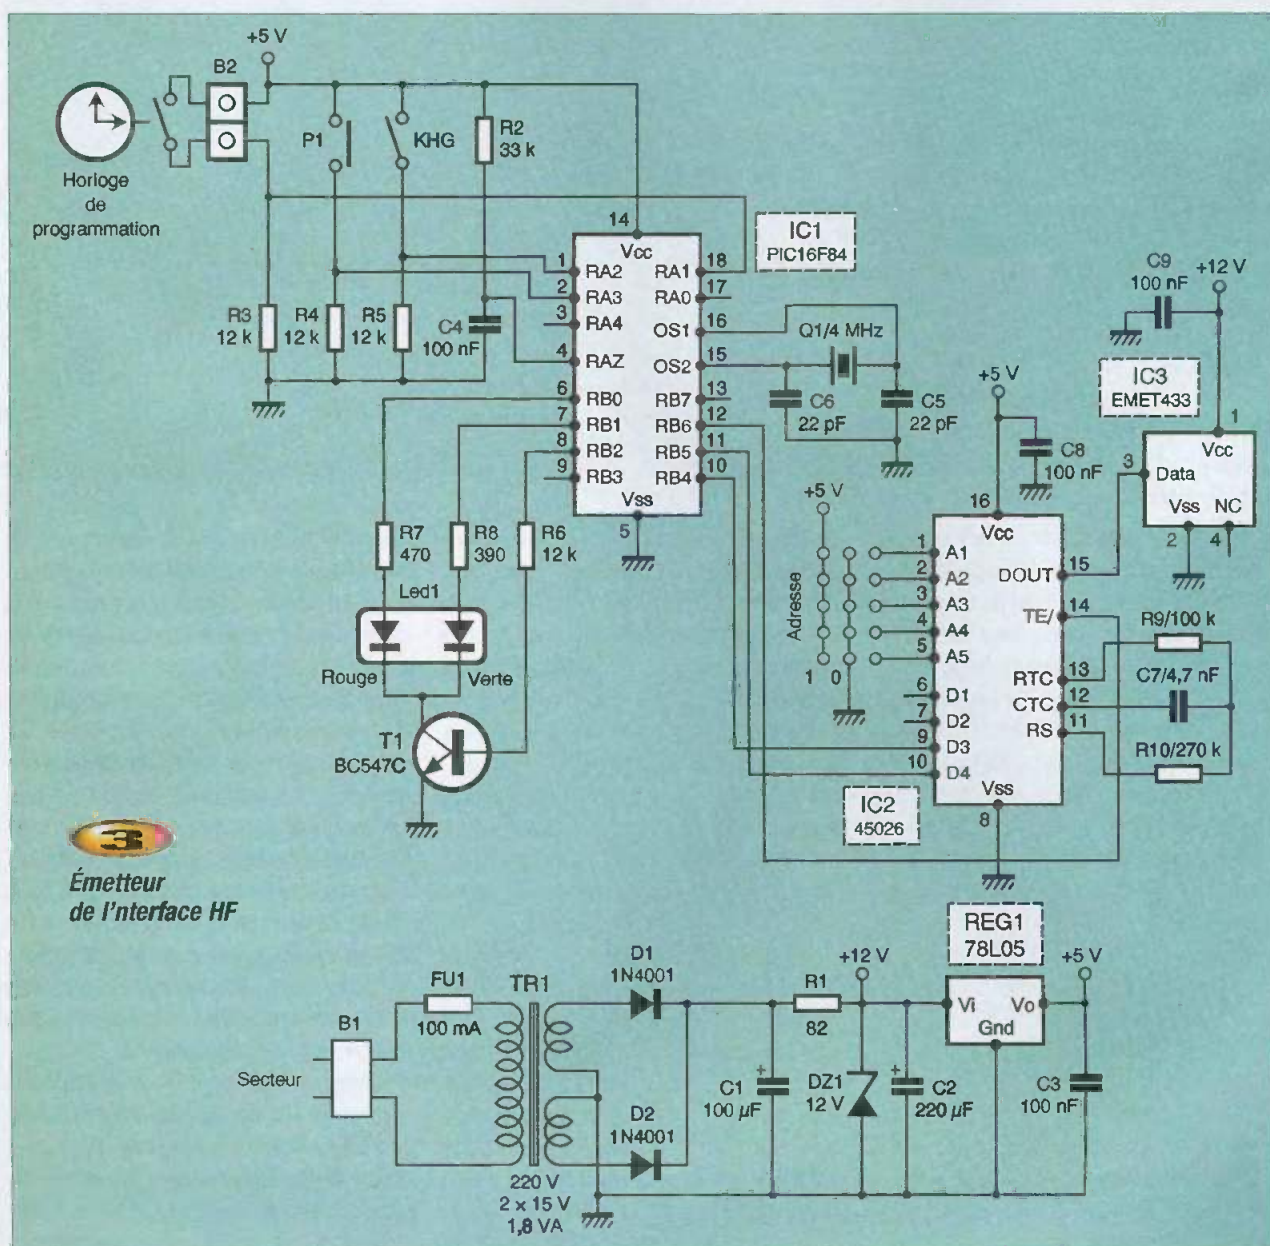 +5 V
B2
Horloge
de
programmation
P1
KHG
R2
33 k
R3
12 k
R4
12 k
R5
12 k
C4
100 nF
14
Vcc
1
RA2
2
RA3
3
RA4
4
RAZ
6
RB0
7
RB1
8
RB2
9
RB3
Vss
5
RA1
18
RA0
17
OS1
16
OS2
15
RB7
13
RB6
12
RB5
11
RB4
10
IC1
PIC16F84
Q1/4 MHz
C6
22 pF
C5
22 pF
C9
100 nF
+12 V
IC3
EMET433
1
Vcc
3
Data
Vss
NC
2
4
+5 V
C8
100 nF
R7
470
R8
390
R6
12 k
Led1
Rouge
Verte
T1
BC547C
+5 V
Adresse
1
0
16
Vcc
1
A1
2
A2
3
A3
4
A4
5
A5
6
D1
7
D2
9
D3
10
D4
DOUT
15
TE/
14
RTC
13
CTC
12
RS
11
Vss
8
R9/100 k
C7/4,7 nF
R10/270 k
IC2
45026
3
Émetteur
de l'nterface HF
Secteur
B1
FU1
100 mA
TR1
220 V
2 x 15 V
1,8 VA
D1
1N4001
D2
1N4001
C1
+
100 µF
R1
82
+12 V
DZ1
12 V
+
C2
220 µF
REG1
78L05
Vi
Vo
Gnd
+5 V
C3
100 nF